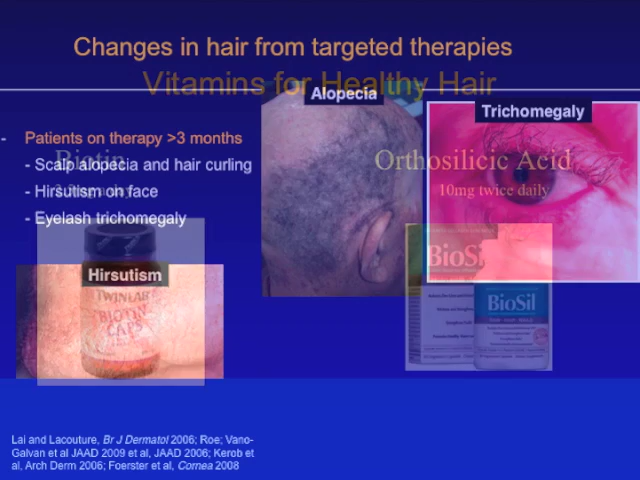 Changes in hair from targeted therapies
Vitamins for Healthy Hair
Alopecia
Trichomegaly
- Patients on therapy >3 months
Biotin
Orthosilicic Acid
- Scalp alopecia and hair curling
10mg twice daily
- Hirsutism on face
- Eyelash trichomegaly
Hirsutism
TWINLAB
BIOTIN
CAPS
BioSil
BioSil
Lai and Lacouture, Br J Dermatol 2006; Roe; Vano-
Galvan et al JAAD 2009 et al, JAAD 2006; Kerob et
al, Arch Derm 2006; Foerster et al, Cornea 2008